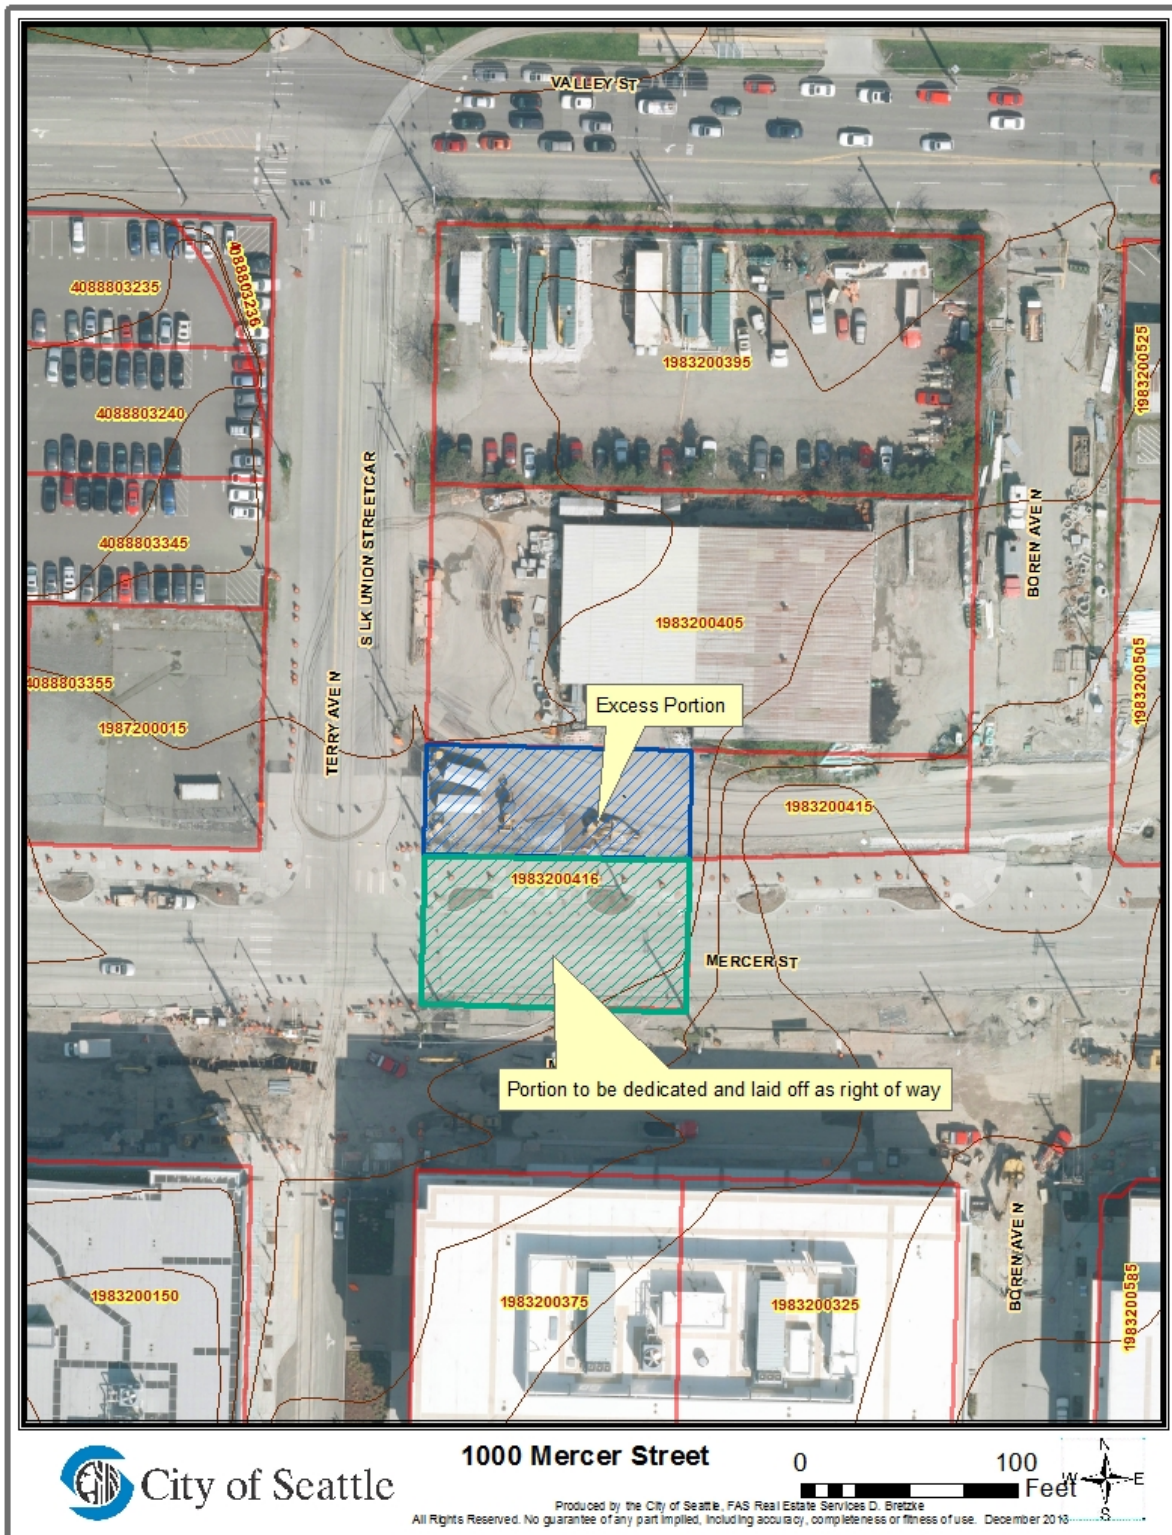 VALLEY ST
4088803235
4088803236
1983200395
1983200525
4088803240
S LK UNION STREETCAR
4088803345
BOREN AVE N
1983200405
1983200505
4088803355
TERRY AVE N
Excess Portion
1987200015
1983200415
1983200416
MERCER ST
Portion to be dedicated and laid off as right of way
BOREN AVE N
1983200150
1983200375
1983200325
1983200585
City of Seattle
1000 Mercer Street
0 100
Feet
N
W E
S
Produced by the City of Seattle, FAS Real Estate Services D. Bretzke
All Rights Reserved. No guarantee of any part implied, including accuracy, completeness or fitness of use. December 2013